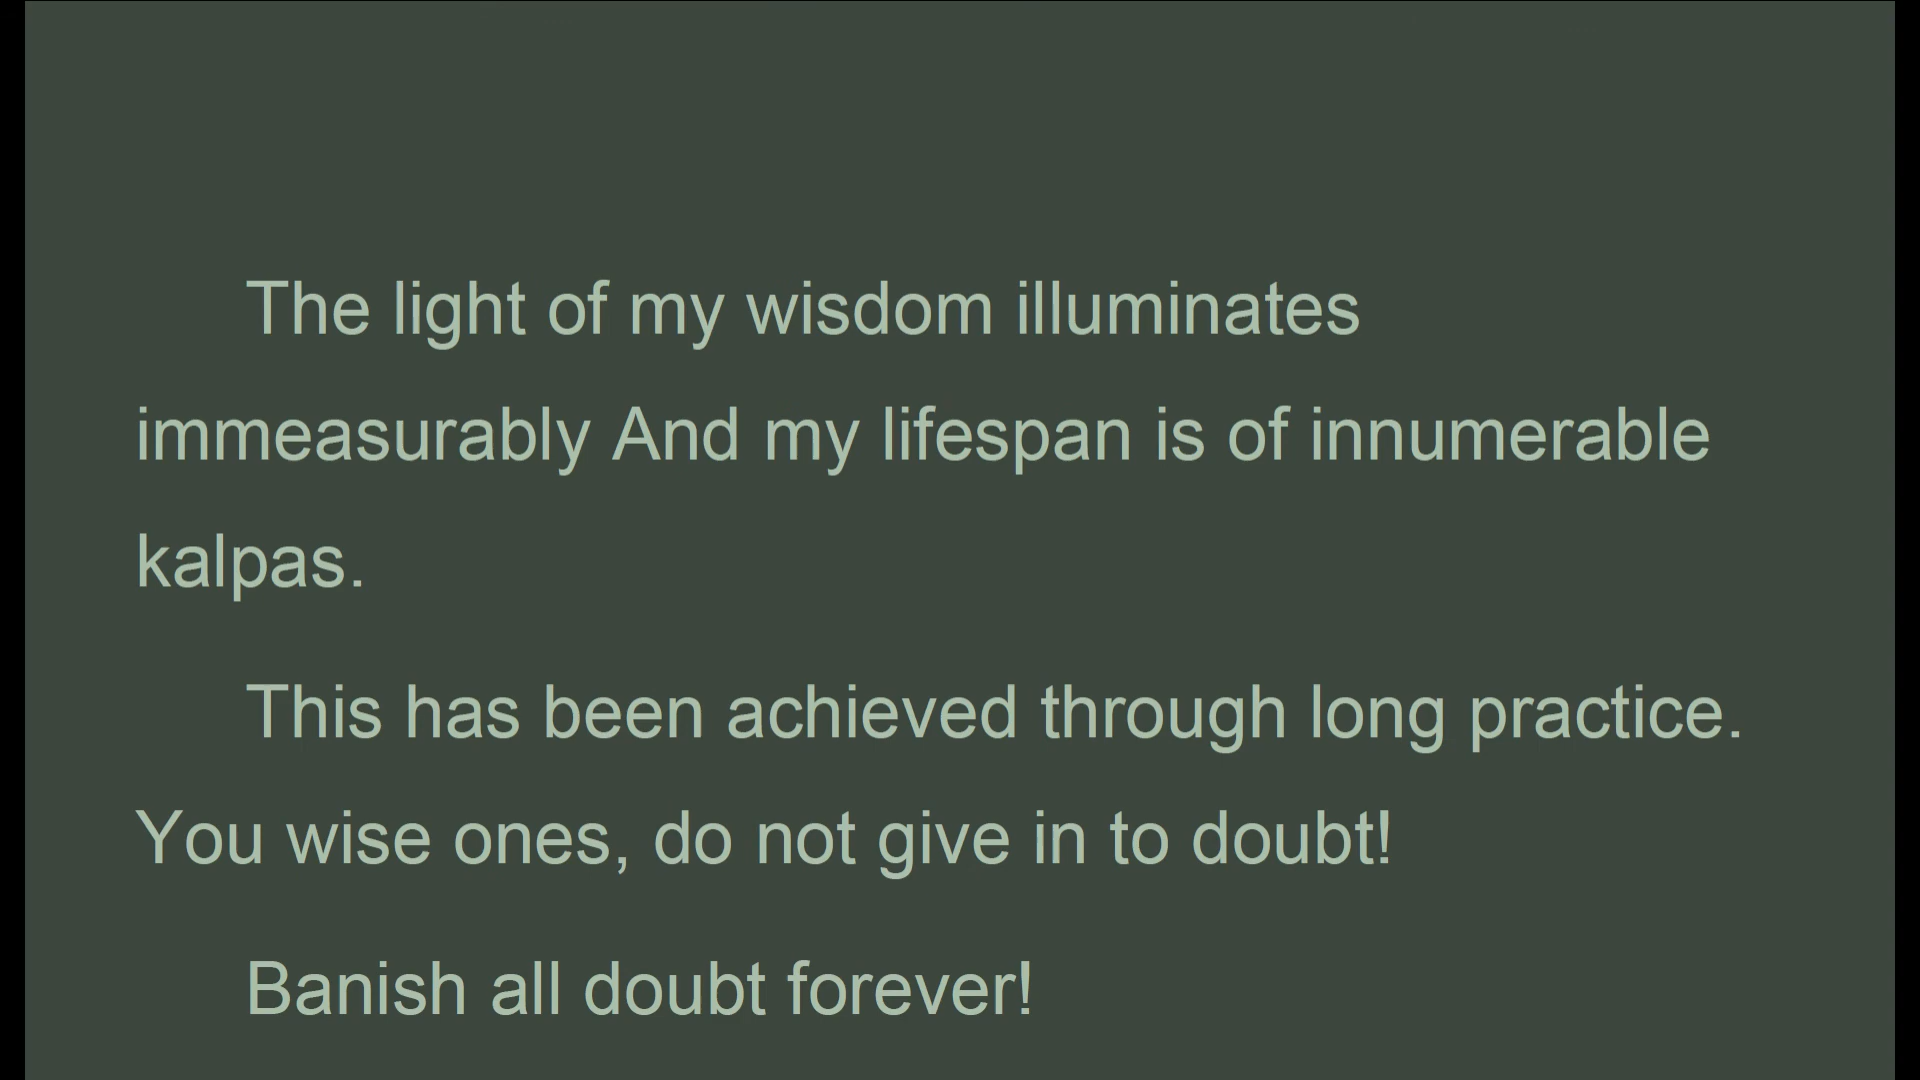 The light of my wisdom illuminates
immeasurably And my lifespan is of innumerable
kalpas.
This has been achieved through long practice.
You wise ones, do not give in to doubt!
Banish all doubt forever!